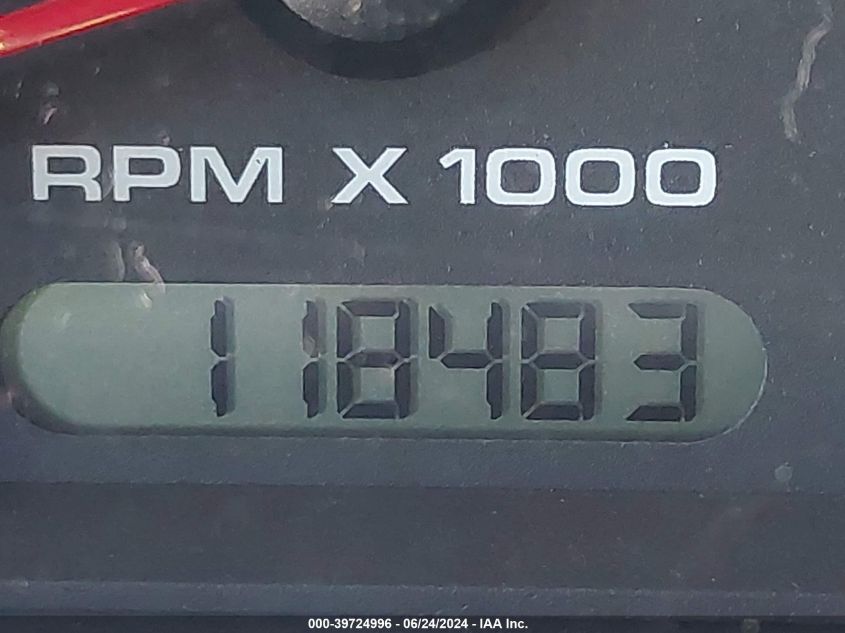 RPM X 1000
118483
000-39724996 - 06/24/2024 - IAA Inc.